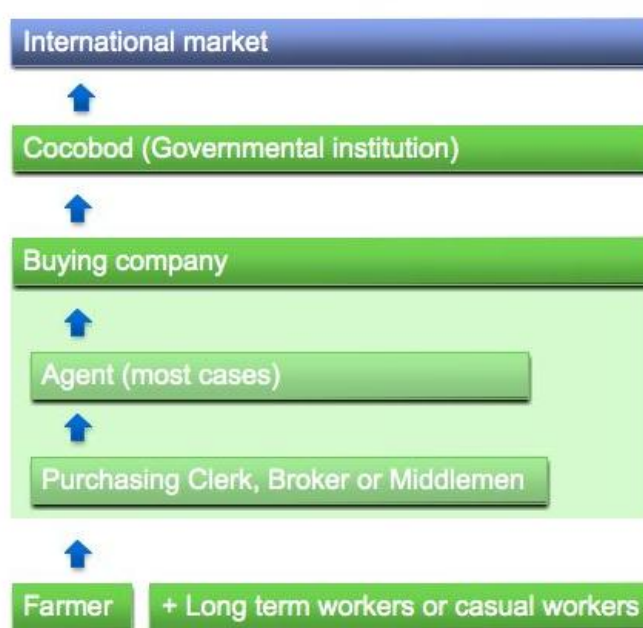 International market
Cocobod (Governmental institution)
Buying company
Agent (most cases)
Purchasing Clerk, Broker or Middlemen
Farmer
+ Long term workers or casual workers